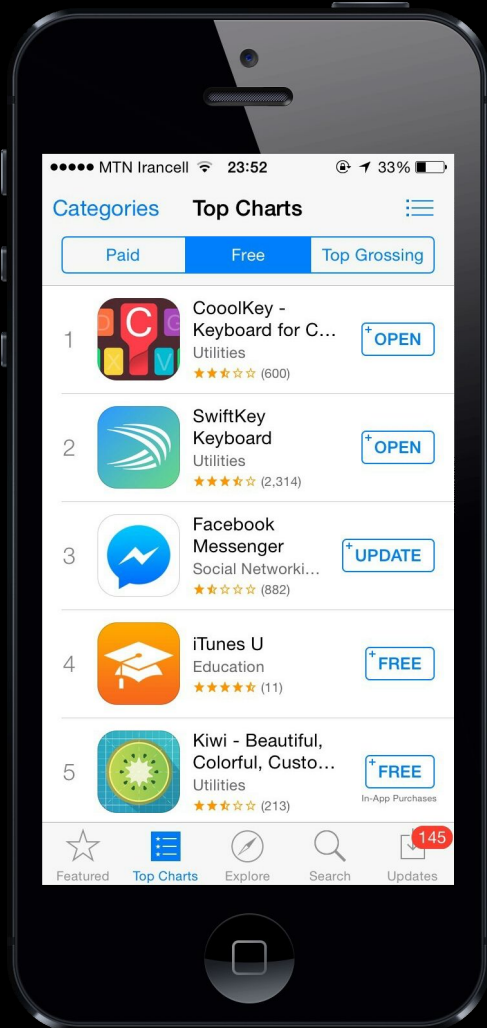 MTN Irancell 23:52 33%
Categories Top Charts
Paid Free Top Grossing
1
D C G
X V
CooolKey -
Keyboard for C...
Utilities
(600)
+ OPEN
2
SwiftKey
Keyboard
Utilities
(2,314)
+ OPEN
3
Facebook
Messenger
Social Networki...
(882)
+ UPDATE
4
iTunes U
Education
(11)
+ FREE
5
Kiwi - Beautiful,
Colorful, Custo...
Utilities
(213)
+ FREE
In-App Purchases
145
Featured Top Charts Explore Search Updates